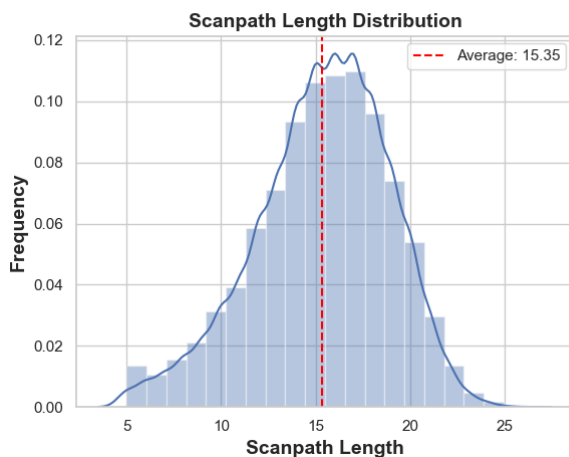 Scanpath Length Distribution
0.12
Average: 15.35
0.10
0.08
0.06
0.04
0.02
0.00
Frequency
5 10 15 20 25
Scanpath Length